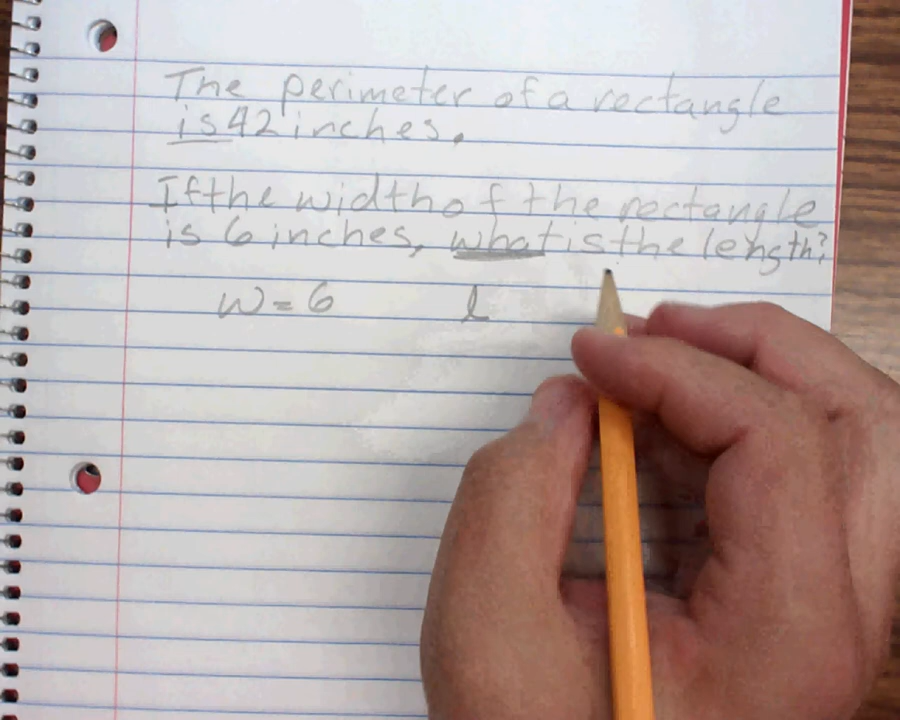 The perimeter of a rectangle
is 42 inches.
If the width of the rectangle
is 6 inches, what is the length?
w = 6 l